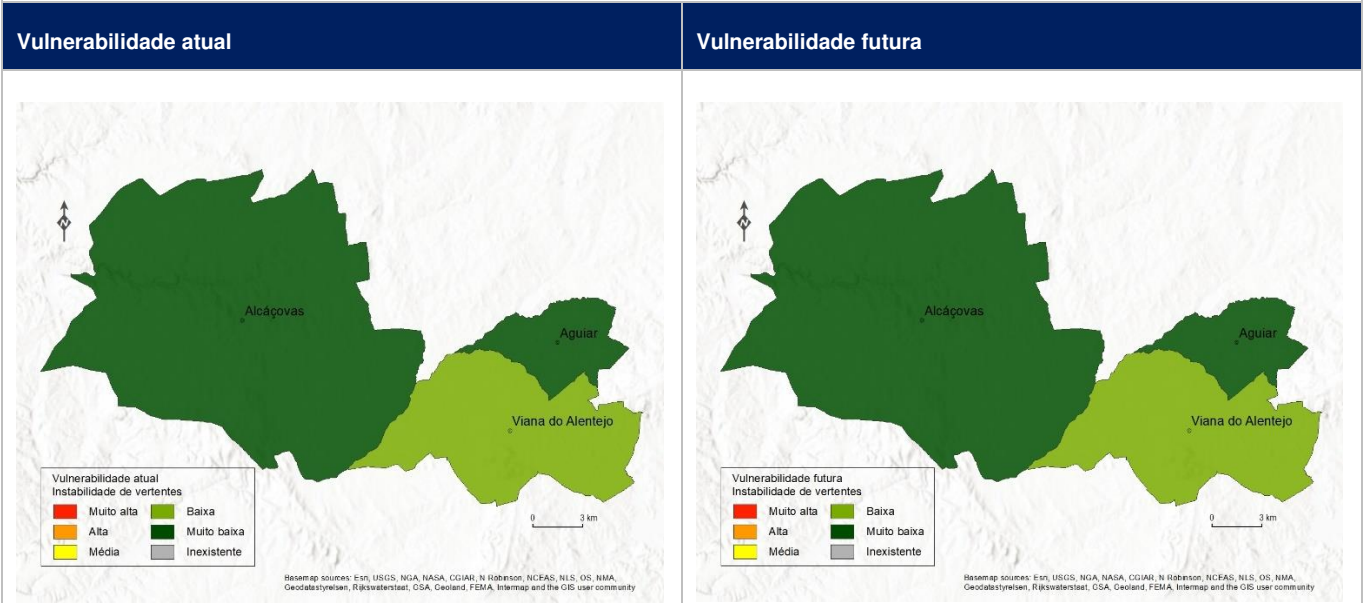 Vulnerabilidade atual
Vulnerabilidade futura
N
Alcáçovas
Aguiar
Viana do Alentejo
Vulnerabilidade atual
Instabilidade de vertentes
Muito alta
Baixa
Alta
Muito baixa
Média
Inexistente
0 3 km
Basemap sources: Esri, USGS, NGA, NASA, CGIAR, N Robinson, NCEAS, NLS, OS, NMA,
Geodatastyrelsen, Rijkswaterstaat, GSA, Geoland, FEMA, Intermap and the GIS user community
N
Alcáçovas
Aguiar
Viana do Alentejo
Vulnerabilidade futura
Instabilidade de vertentes
Muito alta
Baixa
Alta
Muito baixa
Média
Inexistente
0 3 km
Basemap sources: Esri, USGS, NGA, NASA, CGIAR, N Robinson, NCEAS, NLS, OS, NMA,
Geodatastyrelsen, Rijkswaterstaat, GSA, Geoland, FEMA, Intermap and the GIS user community